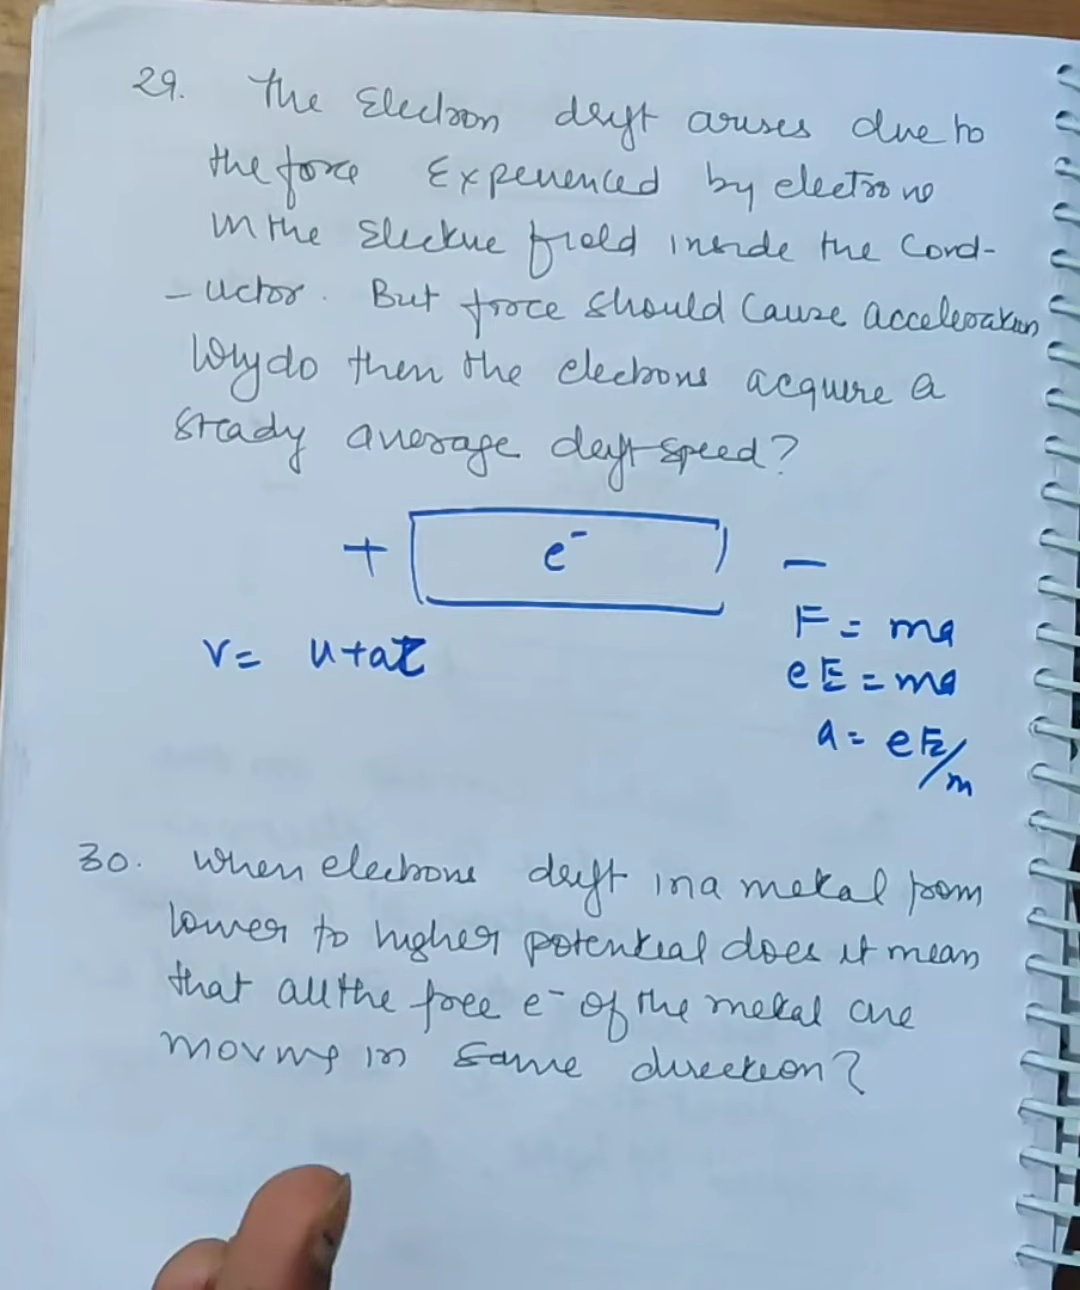 29. The Electron drift arises due to
the force Experienced by electrons
in the Electric field inside the Cond-
-uctor. But force should Cause acceleration
Why do then the electrons acquire a
steady average drift speed?
+ e⁻ −
F = ma
v = u+aτ
eE = ma
a = eE/m
30. When electrons drift in a metal from
lower to higher potential does it mean
that all the free e⁻ of the metal are
moving in same direction?